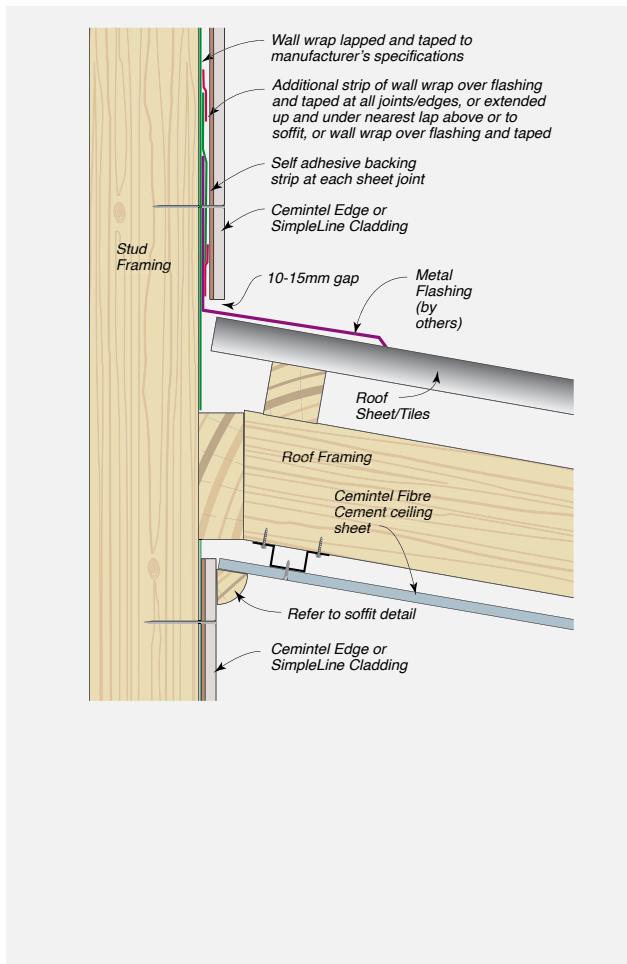 Wall wrap lapped and taped to
manufacturer's specifications
Additional strip of wall wrap over flashing
and taped at all joints/edges, or extended
up and under nearest lap above or to
soffit, or wall wrap over flashing and taped
Self adhesive backing
strip at each sheet joint
Cemintel Edge or
SimpleLine Cladding
Stud
Framing
10-15mm gap
Metal
Flashing
(by
others)
Roof
Sheet/Tiles
Roof Framing
Cemintel Fibre
Cement ceiling
sheet
Refer to soffit detail
Cemintel Edge or
SimpleLine Cladding